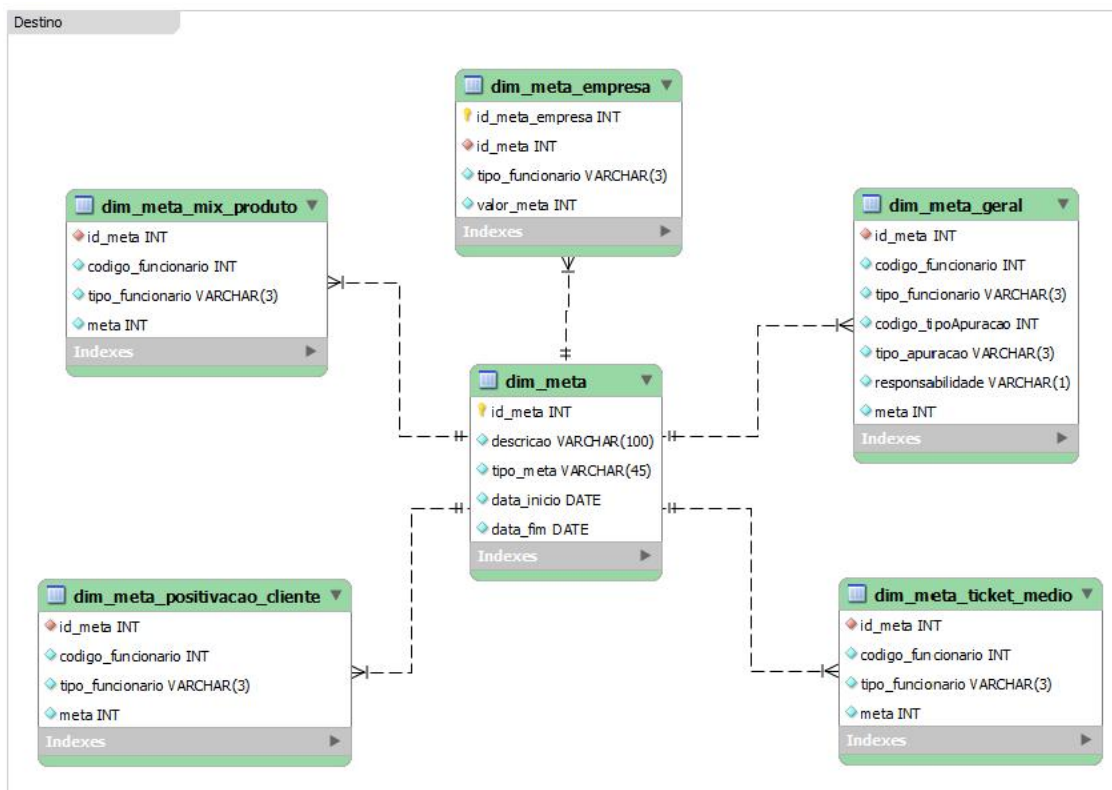 Destino
dim_meta_empresa
id_meta_empresa INT
id_meta INT
tipo_funcionario VARCHAR(3)
valor_meta INT
Indexes
dim_meta_mix_produto
id_meta INT
codigo_funcionario INT
tipo_funcionario VARCHAR(3)
meta INT
Indexes
dim_meta_geral
id_meta INT
codigo_funcionario INT
tipo_funcionario VARCHAR(3)
codigo_tipoApuracao INT
tipo_apuracao VARCHAR(3)
responsabilidade VARCHAR(1)
meta INT
Indexes
dim_meta
id_meta INT
descricao VARCHAR(100)
tipo_meta VARCHAR(45)
data_inicio DATE
data_fim DATE
Indexes
dim_meta_positivacao_cliente
id_meta INT
codigo_funcionario INT
tipo_funcionario VARCHAR(3)
meta INT
Indexes
dim_meta_ticket_medio
id_meta INT
codigo_funcionario INT
tipo_funcionario VARCHAR(3)
meta INT
Indexes